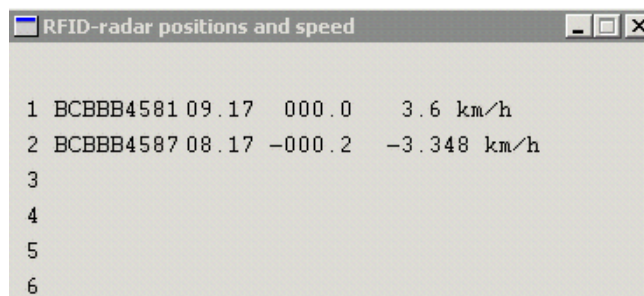 RFID-radar positions and speed
1 BCBBB4581 09.17 000.0 3.6 km/h
2 BCBBB4587 08.17 -000.2 -3.348 km/h
3
4
5
6